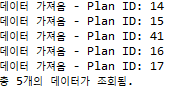 데이터 가져옴 - Plan ID: 14
데이터 가져옴 - Plan ID: 15
데이터 가져옴 - Plan ID: 41
데이터 가져옴 - Plan ID: 16
데이터 가져옴 - Plan ID: 17
총 5개의 데이터가 조회됨.